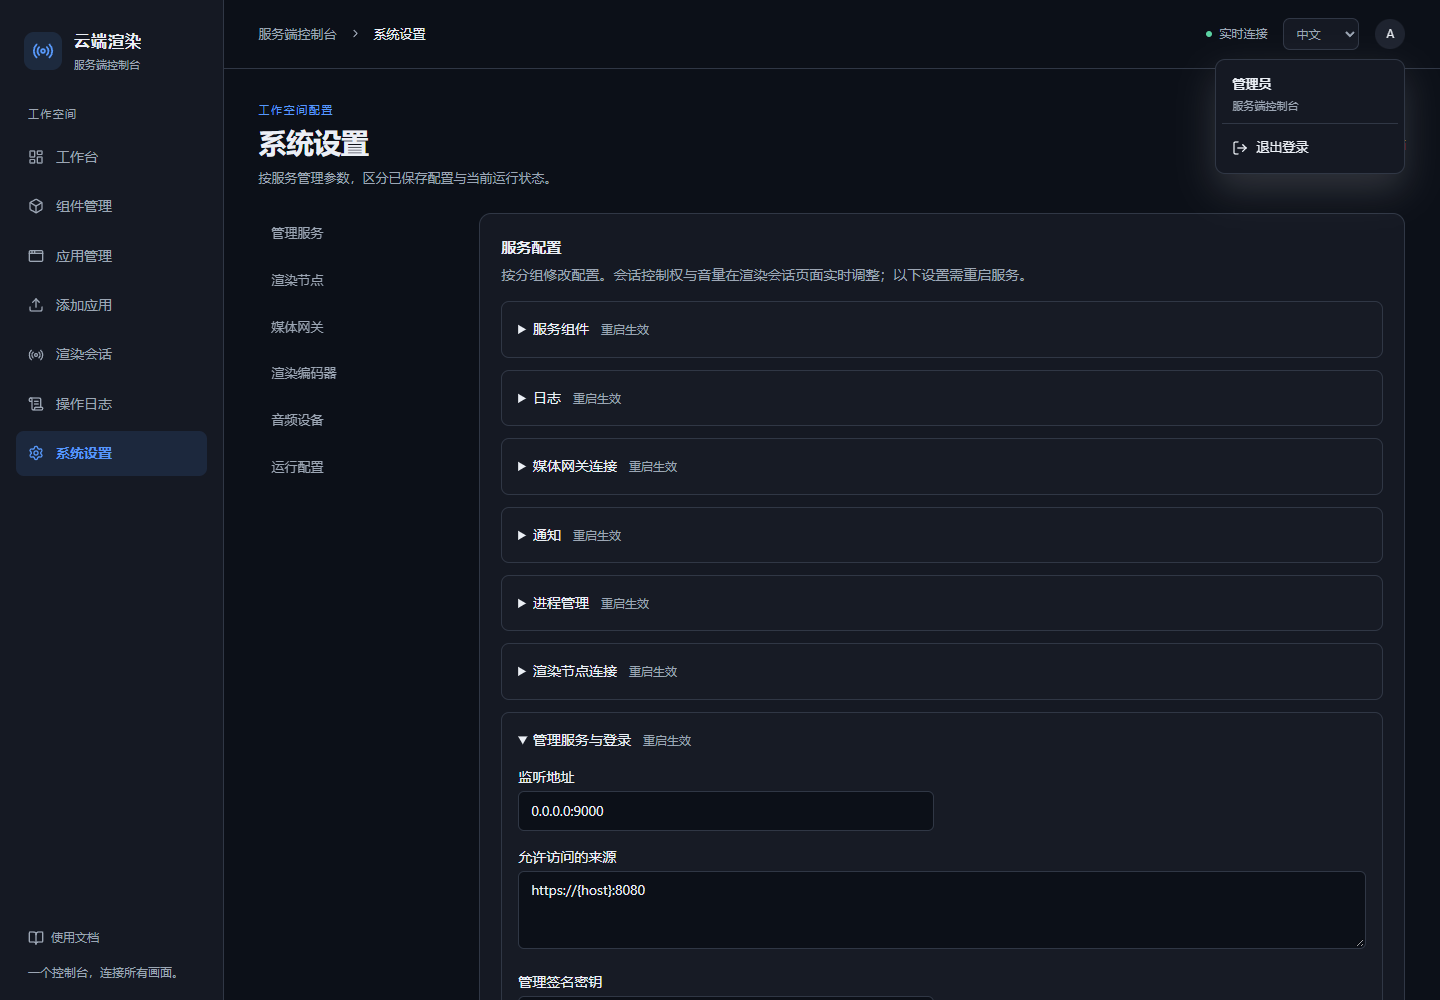 云端渲染
服务端控制台
工作空间
工作台
组件管理
应用管理
添加应用
渲染会话
操作日志
系统设置
使用文档
一个控制台，连接所有画面。
服务端控制台 > 系统设置
实时连接
中文
A
管理员
服务端控制台
退出登录
工作空间配置
系统设置
按服务管理参数，区分已保存配置与当前运行状态。
管理服务
渲染节点
媒体网关
渲染编码器
音频设备
运行配置
服务配置
按分组修改配置。会话控制权与音量在渲染会话页面实时调整；以下设置需重启服务。
服务组件 重启生效
日志 重启生效
媒体网关连接 重启生效
通知 重启生效
进程管理 重启生效
渲染节点连接 重启生效
管理服务与登录 重启生效
监听地址
0.0.0.0:9000
允许访问的来源
https://{host}:8080
管理签名密钥